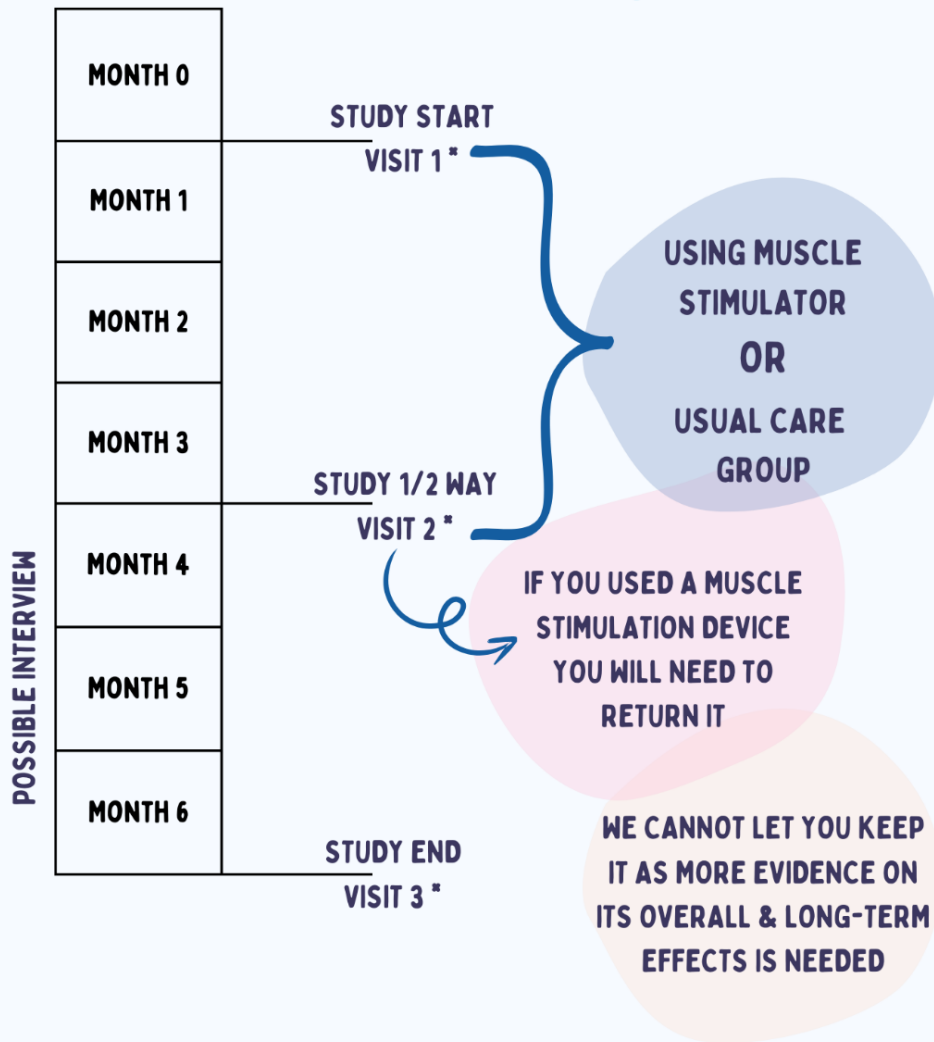 MONTH 0
STUDY START
VISIT 1 *
MONTH 1
MONTH 2
MONTH 3
USING MUSCLE
STIMULATOR
OR
USUAL CARE
GROUP
STUDY 1/2 WAY
VISIT 2 *
MONTH 4
MONTH 5
MONTH 6
POSSIBLE INTERVIEW
IF YOU USED A MUSCLE
STIMULATION DEVICE
YOU WILL NEED TO
RETURN IT
STUDY END
VISIT 3 *
WE CANNOT LET YOU KEEP
IT AS MORE EVIDENCE ON
ITS OVERALL & LONG-TERM
EFFECTS IS NEEDED